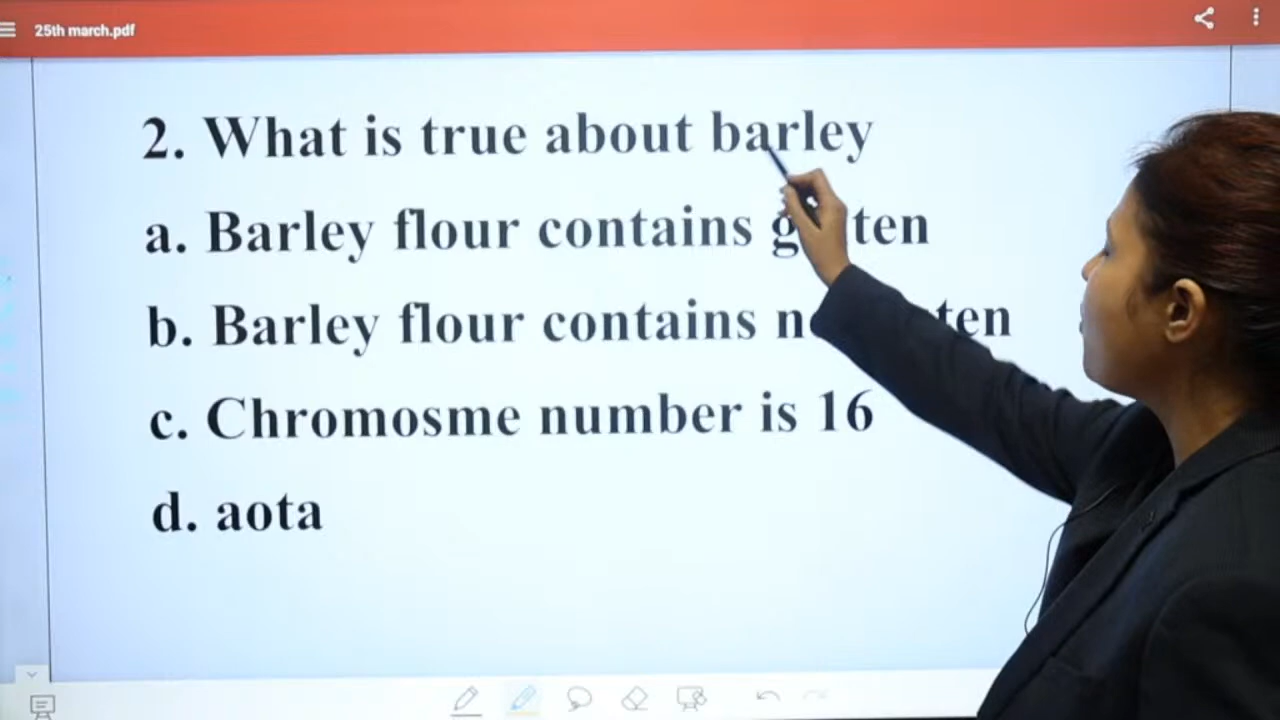 25th march.pdf
2. What is true about barley
a. Barley flour contains
b. Barley flour contains
c. Chromosme number is 16
d. aota